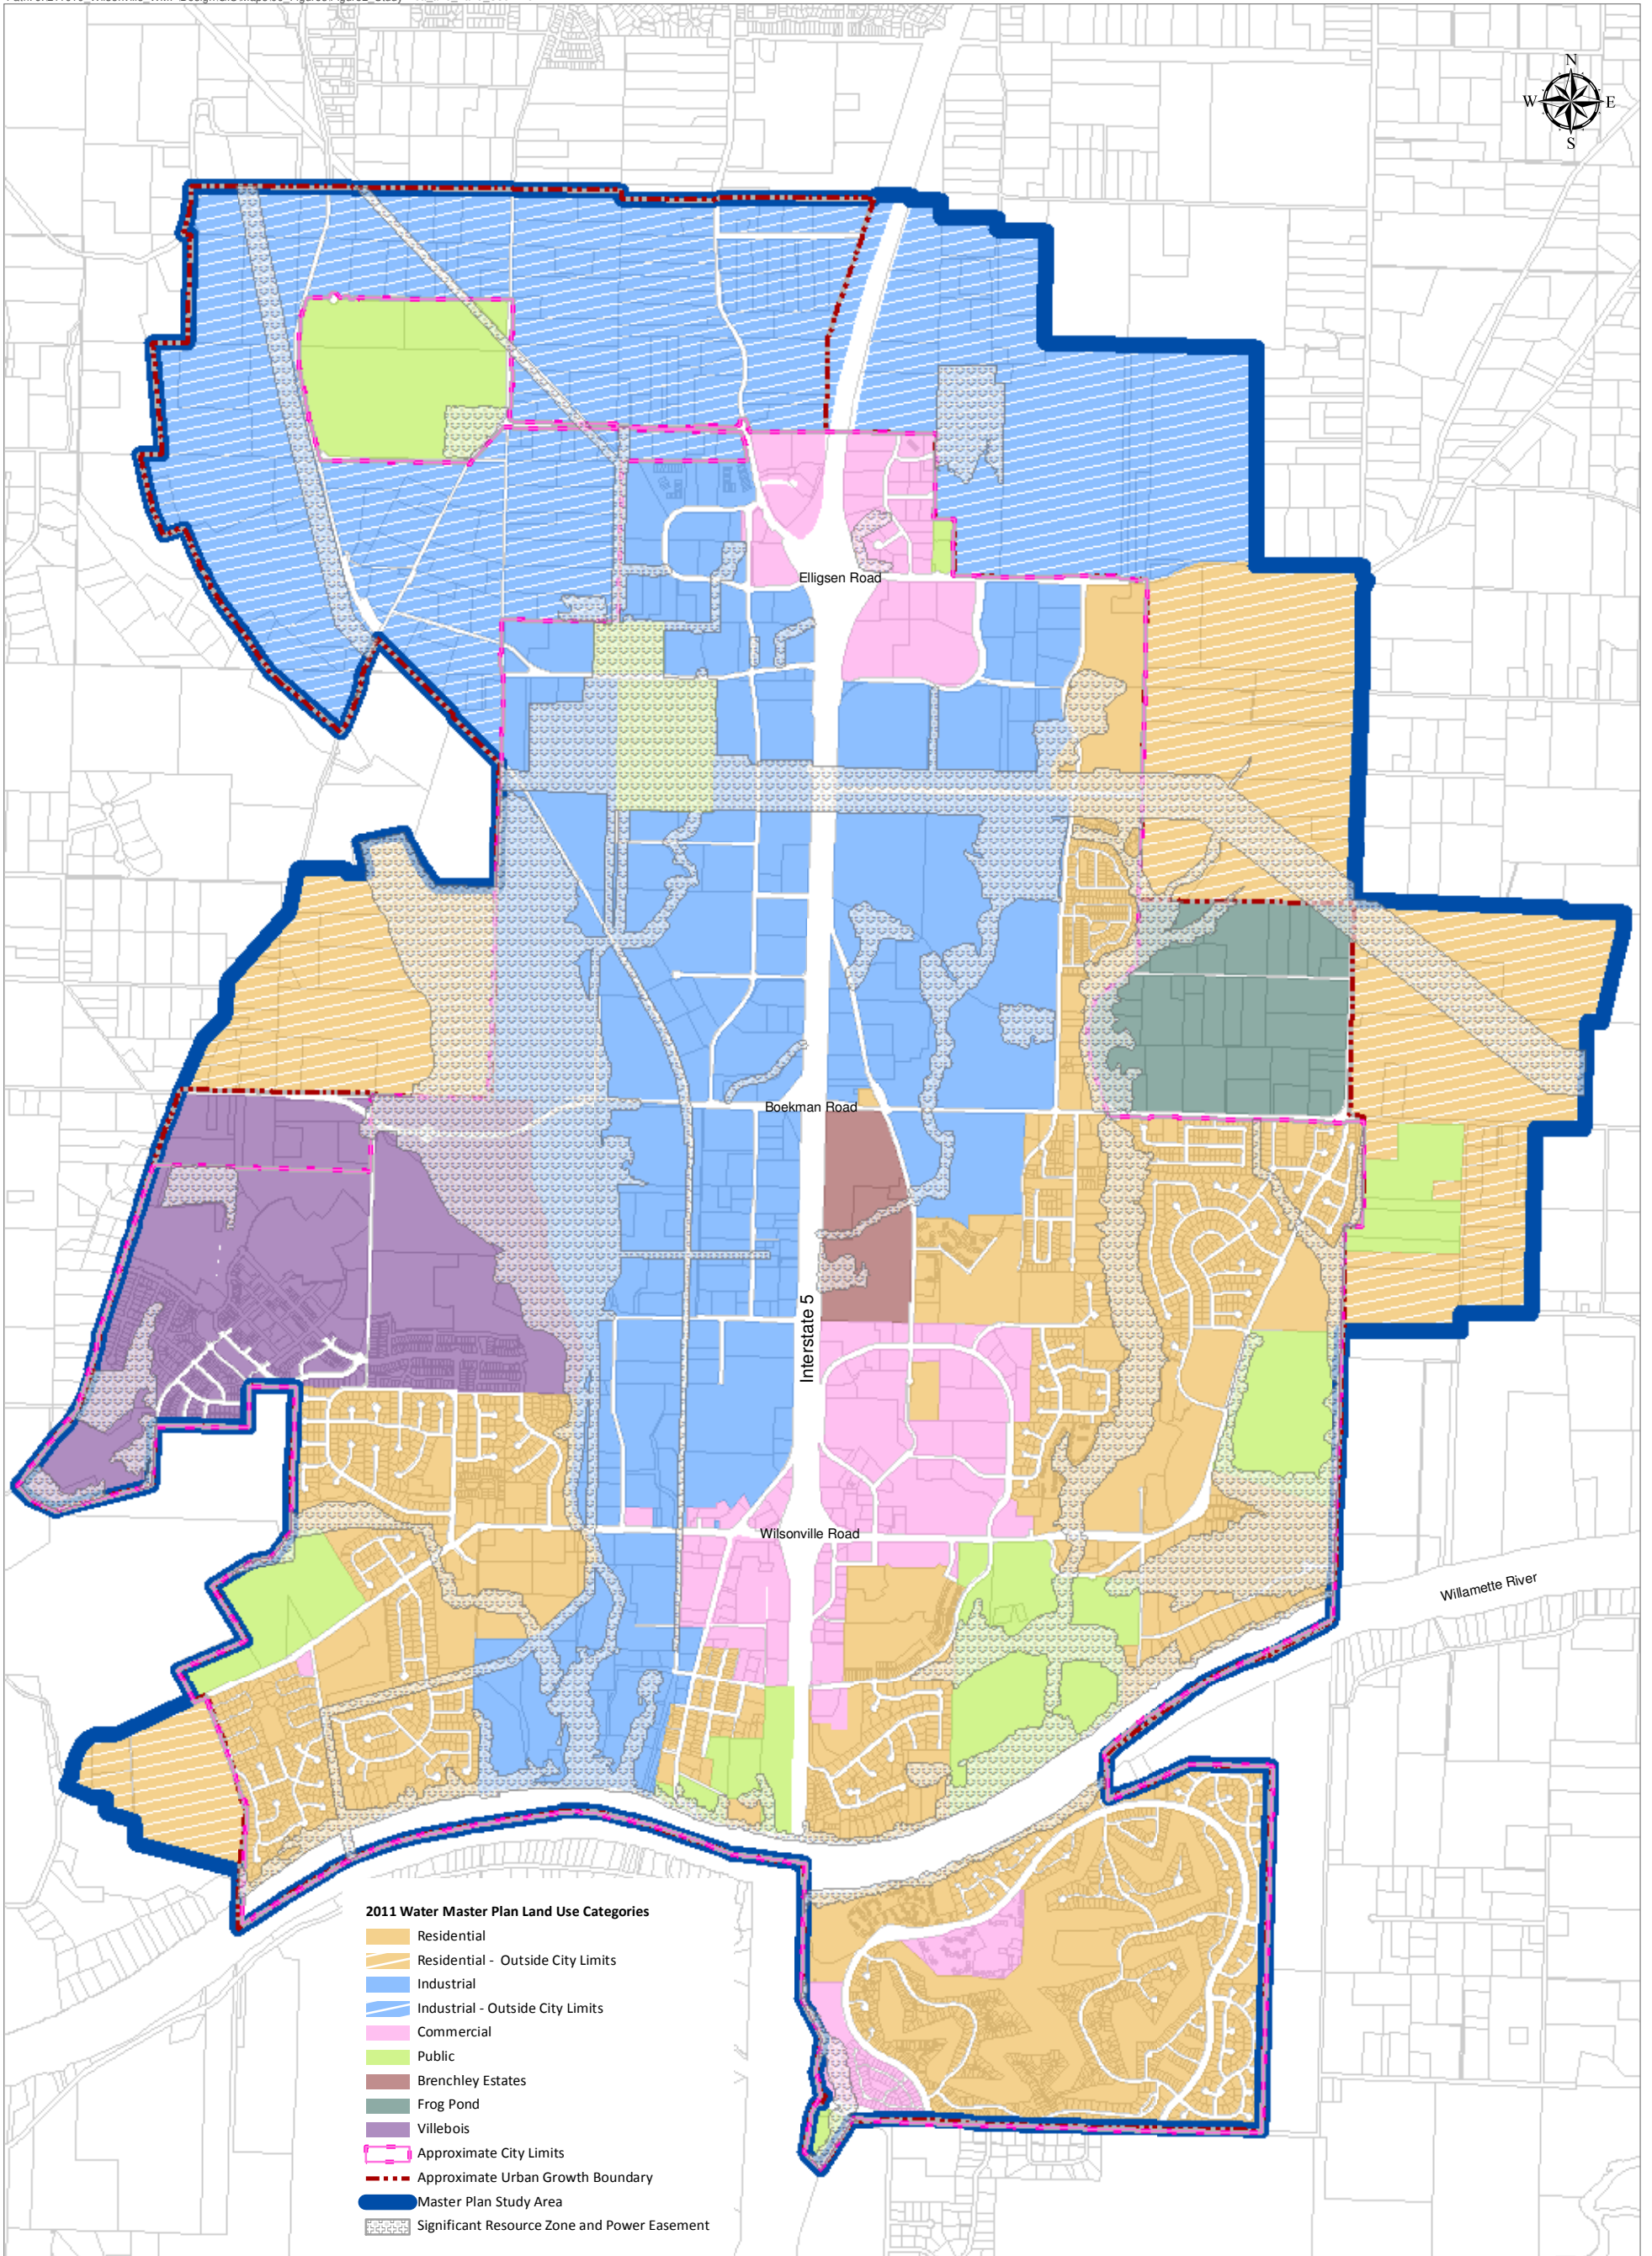 N
W E
S
Elligsen Road
Boekman Road
Interstate 5
Wilsonville Road
Willamette River
2011 Water Master Plan Land Use Categories
Residential
Residential - Outside City Limits
Industrial
Industrial - Outside City Limits
Commercial
Public
Brenchley Estates
Frog Pond
Villebois
Approximate City Limits
Approximate Urban Growth Boundary
Master Plan Study Area
Significant Resource Zone and Power Easement